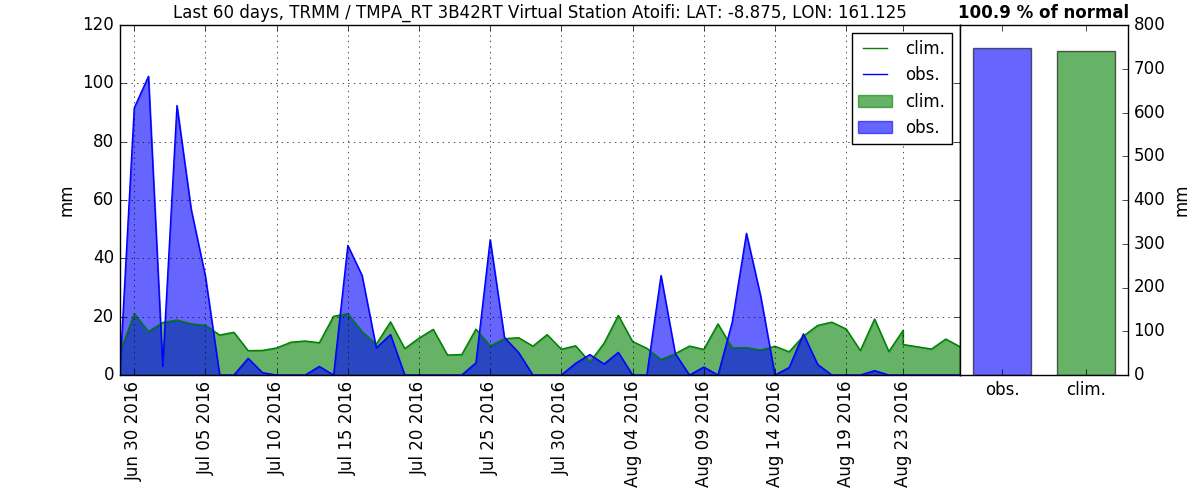 Last 60 days, TRMM / TMPA_RT 3B42RT Virtual Station Atoifi: LAT: -8.875, LON: 161.125
100.9 % of normal
120
100
80
60
40
20
0
mm
clim.
obs.
clim.
obs.
Jun 30 2016
Jul 05 2016
Jul 10 2016
Jul 15 2016
Jul 20 2016
Jul 25 2016
Jul 30 2016
Aug 04 2016
Aug 09 2016
Aug 14 2016
Aug 19 2016
Aug 23 2016
800
700
600
500
400
300
200
100
0
mm
obs.
clim.